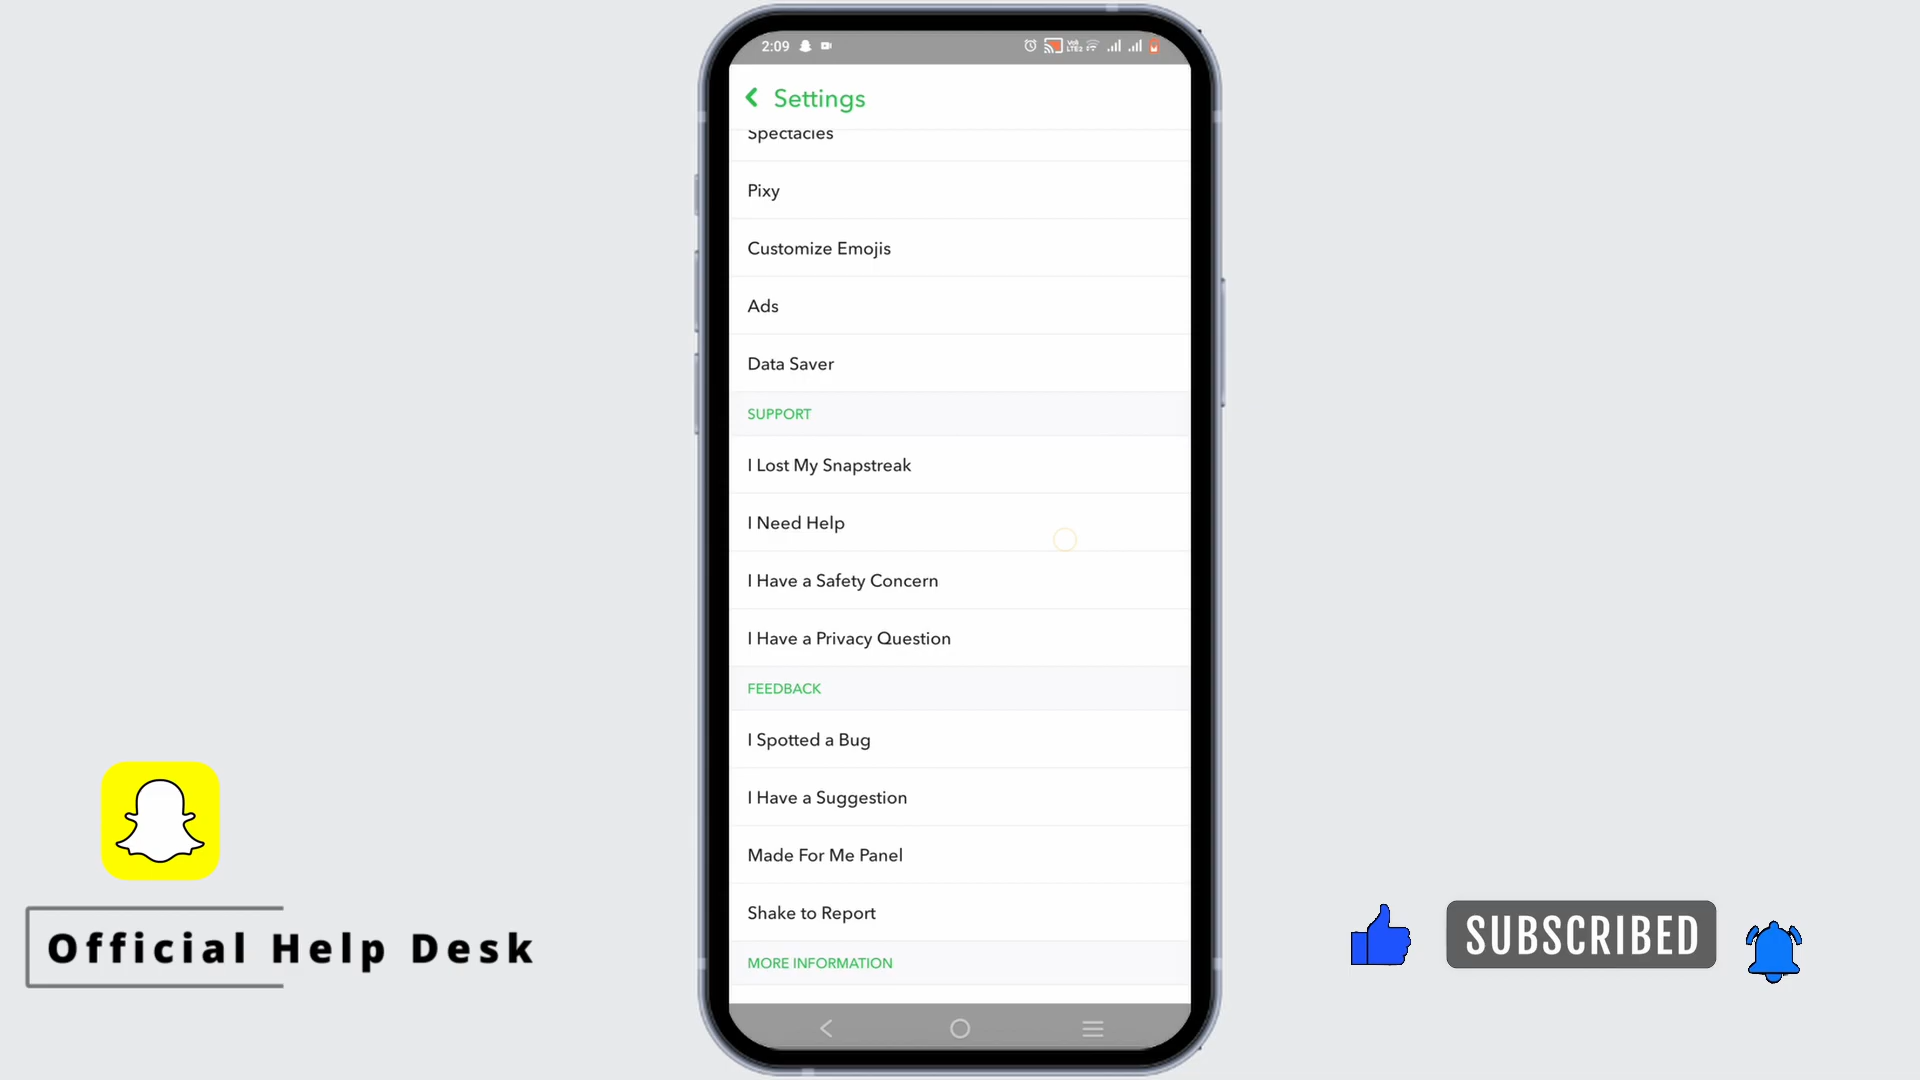 2:09
Settings
Spectacles
Pixy
Customize Emojis
Ads
Data Saver
SUPPORT
I Lost My Snapstreak
I Need Help
I Have a Safety Concern
I Have a Privacy Question
FEEDBACK
I Spotted a Bug
I Have a Suggestion
Made For Me Panel
Shake to Report
MORE INFORMATION
Official Help Desk
SUBSCRIBED